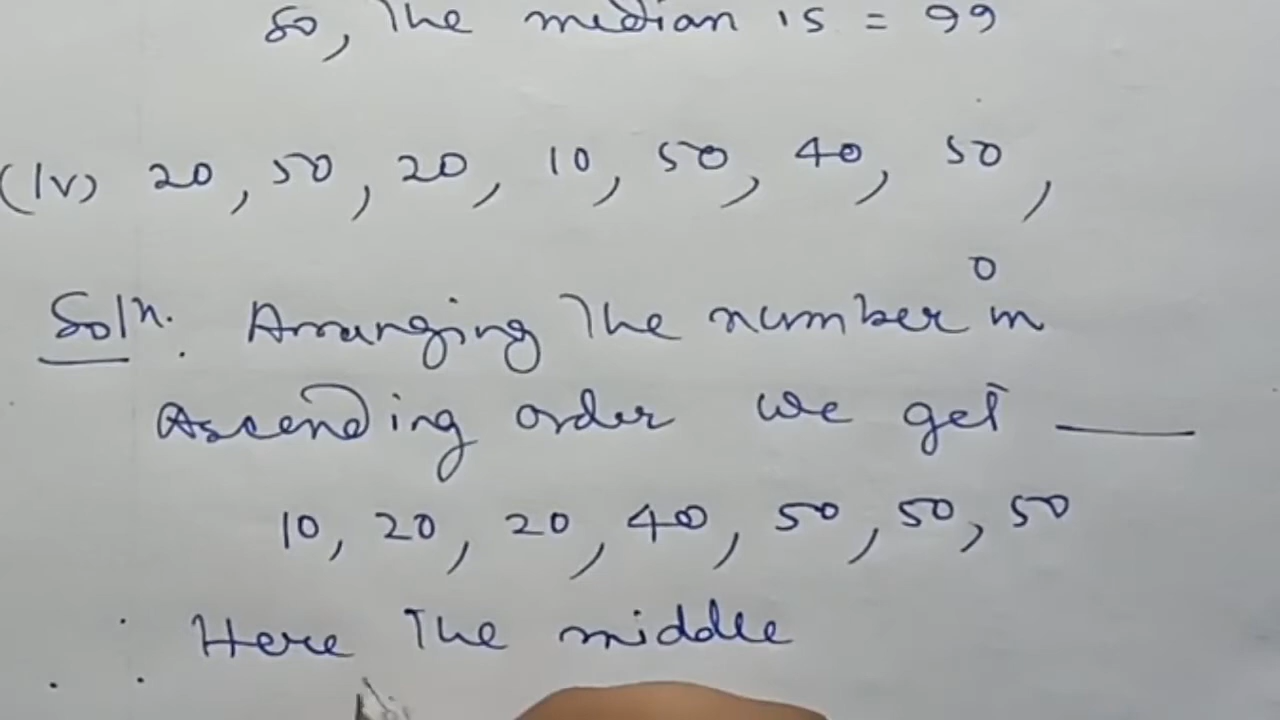 So, The median is = 99
(iv) 20, 50, 20, 10, 50, 40, 50,
Soln. Arranging The number in
Ascending order we get —
10, 20, 20, 40, 50, 50, 50
∴ Here The middle